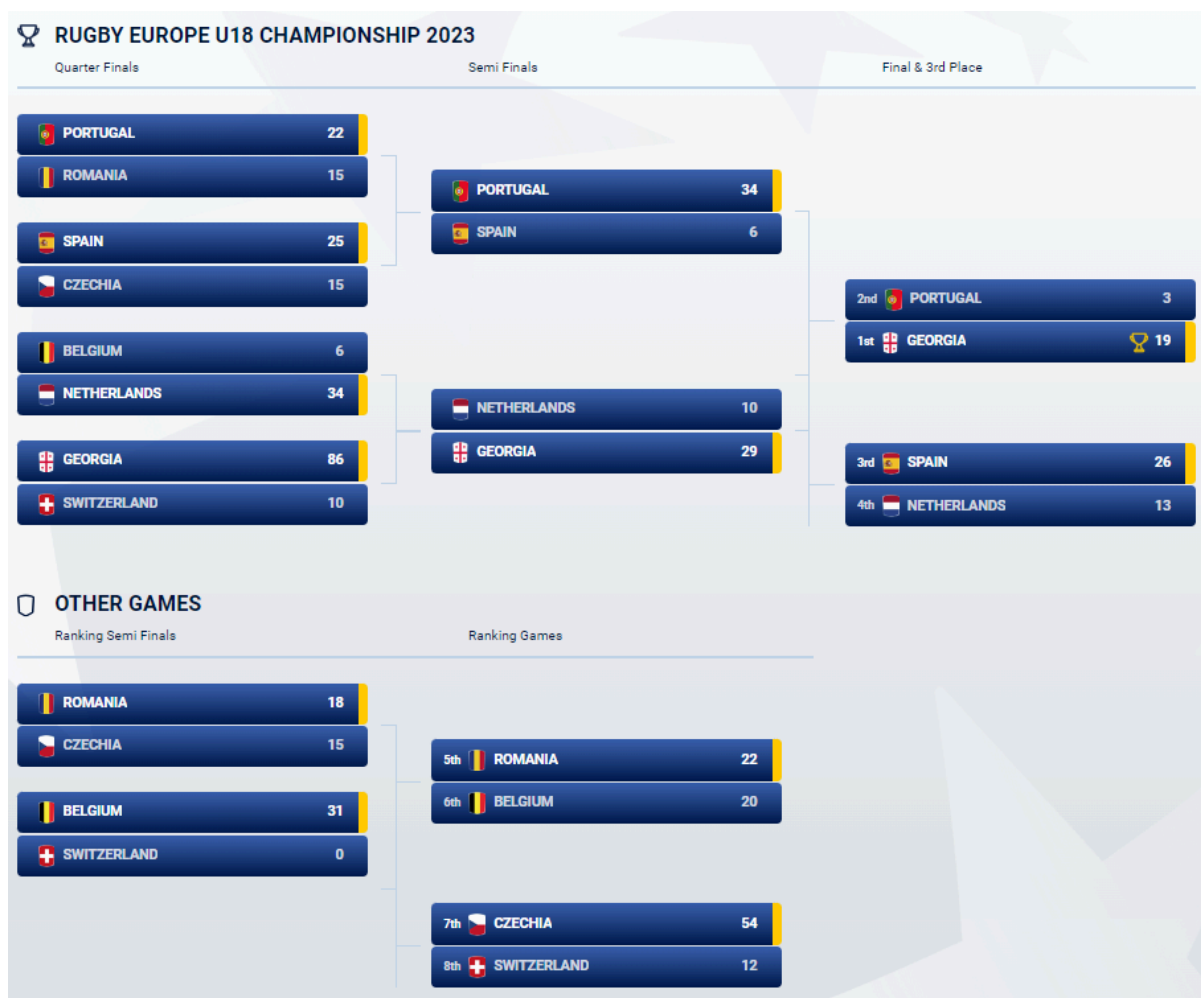 RUGBY EUROPE U18 CHAMPIONSHIP 2023
Quarter Finals
Semi Finals
Final & 3rd Place
PORTUGAL 22
ROMANIA 15
SPAIN 25
CZECHIA 15
BELGIUM 6
NETHERLANDS 34
GEORGIA 86
SWITZERLAND 10
PORTUGAL 34
SPAIN 6
NETHERLANDS 10
GEORGIA 29
2nd PORTUGAL 3
1st GEORGIA 19
3rd SPAIN 26
4th NETHERLANDS 13
OTHER GAMES
Ranking Semi Finals
Ranking Games
ROMANIA 18
CZECHIA 15
BELGIUM 31
SWITZERLAND 0
5th ROMANIA 22
6th BELGIUM 20
7th CZECHIA 54
8th SWITZERLAND 12